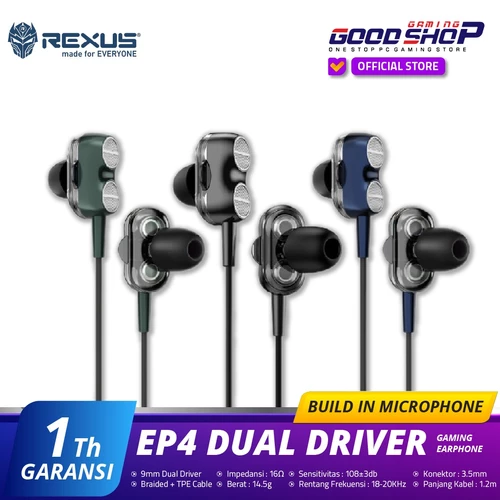 REXUS®
made for EVERYONE
GAMING
GOODSHOP
ONE STOP PC GAMING STORE
OFFICIAL STORE
BUILD IN MICROPHONE
1Th
GARANSI
EP4 DUAL DRIVER
GAMING
EARPHONE
9mm Dual Driver
Impedansi : 16Ω
Sensitivitas : 108±3db
Konektor : 3.5mm
Braided + TPE Cable
Berat : 14.5g
Rentang Frekuensi : 18-20KHz
Panjang Kabel : 1.2m